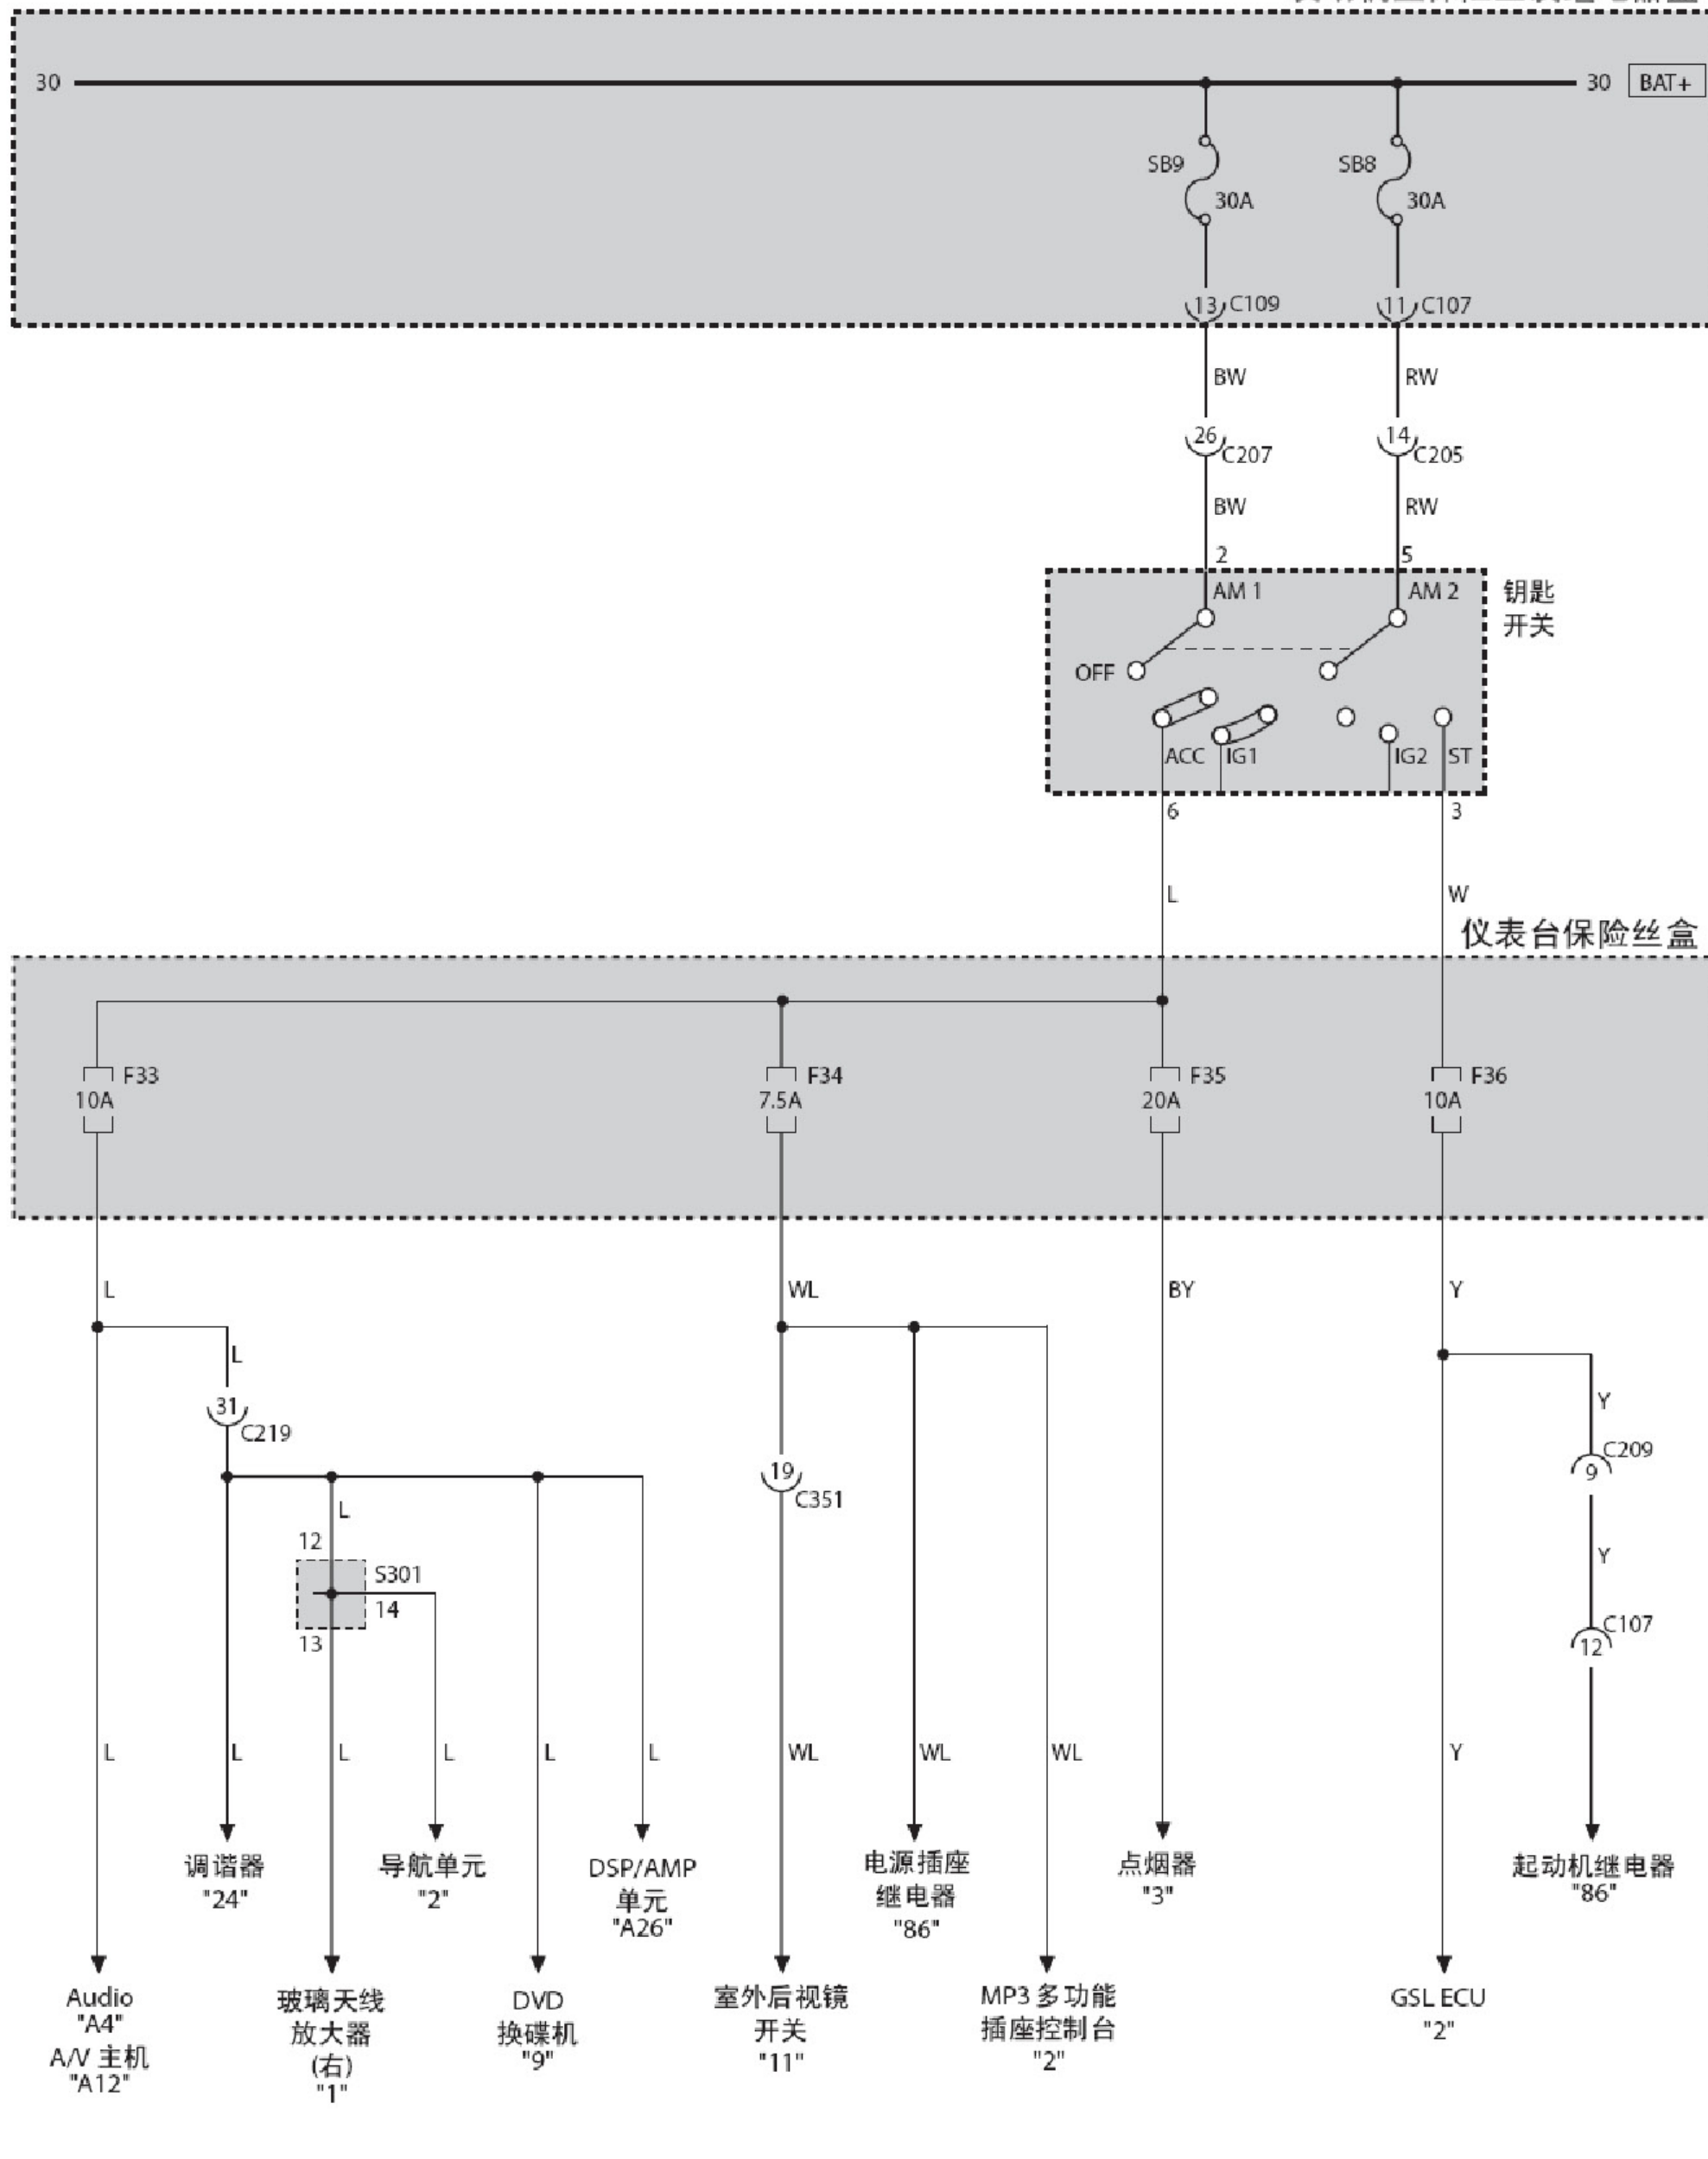 30
30 BAT+
SB9
SB8
30A
30A
13 C109
11 C107
BW
RW
26
C207
14
C205
BW
RW
2
5
AM 1
AM 2
钥匙
开关
OFF
ACC
IG1
IG2
ST
6
3
L
W
仪表台保险丝盒
F33
10A
F34
7.5A
F35
20A
F36
10A
L
WL
BY
Y
L
31
C219
Y
C209
9
19
C351
L
12
S301
14
13
Y
C107
12
L
L
L
L
L
L
WL
WL
WL
Y
调谐器
"24"
导航单元
"2"
DSP/AMP
单元
"A26"
电源插座
继电器
"86"
点烟器
"3"
起动机继电器
"86"
Audio
"A4"
A/V 主机
"A12"
玻璃天线
放大器
(右)
"1"
DVD
换碟机
"9"
室外后视镜
开关
"11"
MP3 多功能
插座控制台
"2"
GSL ECU
"2"